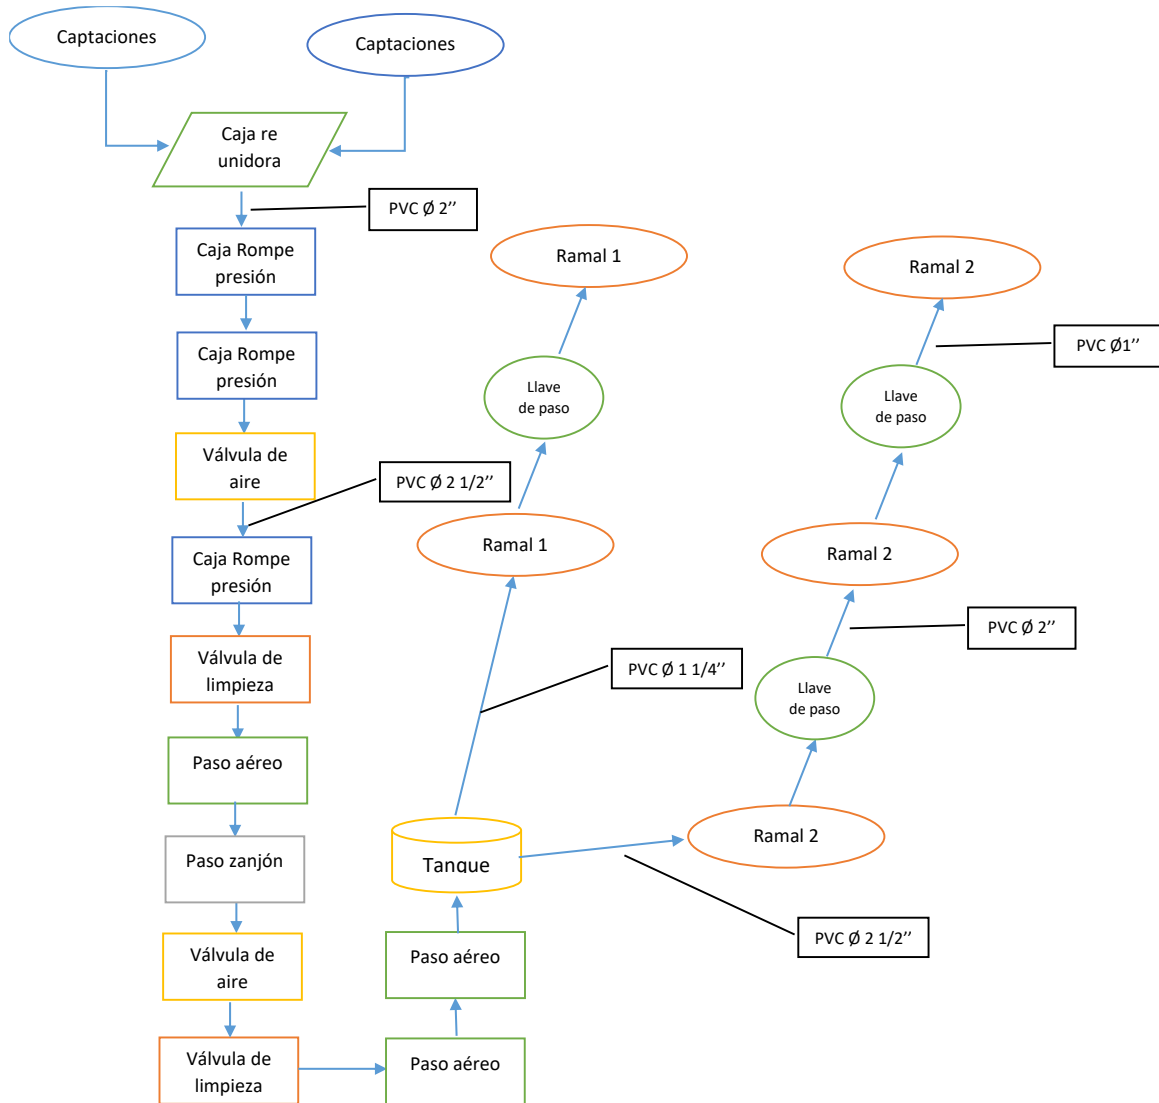 Captaciones
Captaciones
Caja re
unidora
PVC Ø 2’’
Caja Rompe
presión
Caja Rompe
presión
Válvula de
aire
PVC Ø 2 1/2’’
Caja Rompe
presión
Válvula de
limpieza
Paso aéreo
Paso zanjón
Válvula de
aire
Válvula de
limpieza
Paso aéreo
Paso aéreo
Tanque
PVC Ø 1 1/4’’
Ramal 1
Llave
de paso
Ramal 1
PVC Ø 2 1/2’’
Ramal 2
Llave
de paso
PVC Ø 2’’
Ramal 2
Llave
de paso
PVC Ø1’’
Ramal 2